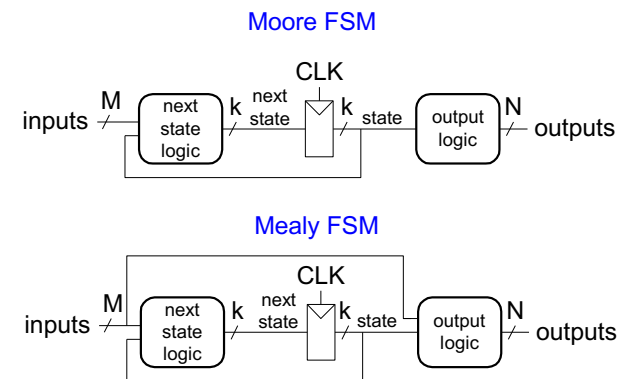 Moore FSM
CLK
inputs
M
next
state
logic
k
next
state
k
state
output
logic
N
outputs
Mealy FSM
CLK
inputs
M
next
state
logic
k
next
state
k
state
output
logic
N
outputs